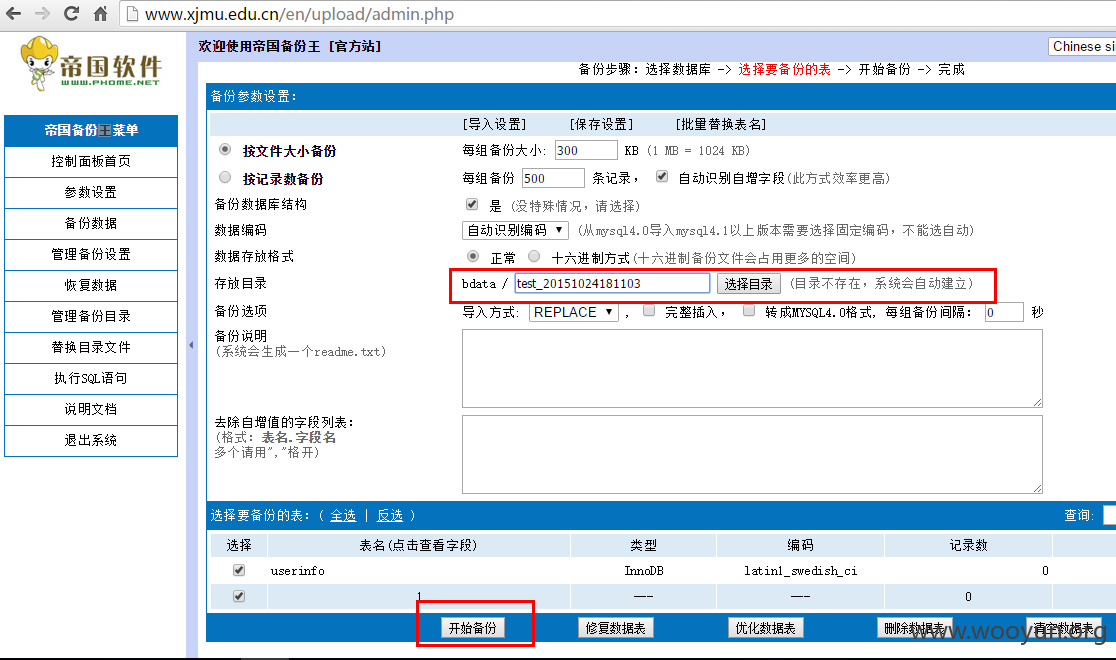 www.xjmu.edu.cn/en/upload/admin.php
帝国软件
WWW.PHOME.NET
欢迎使用帝国备份王 [官方站]
Chinese si
备份步骤：选择数据库 -> 选择要备份的表 -> 开始备份 -> 完成
帝国备份王菜单
控制面板首页
参数设置
备份数据
管理备份设置
恢复数据
管理备份目录
替换目录文件
执行SQL语句
说明文档
退出系统
备份参数设置：
[导入设置] [保存设置] [批量替换表名]
按文件大小备份 每组备份大小: 300 KB (1 MB = 1024 KB)
按记录数备份 每组备份 500 条记录， 自动识别自增字段(此方式效率更高)
备份数据库结构 是 (没特殊情况，请选择)
数据编码 自动识别编码 (从mysql4.0导入mysql4.1以上版本需要选择固定编码，不能选自动)
数据存放格式 正常 十六进制方式(十六进制备份文件会占用更多的空间)
存放目录 bdata / test_20151024181103 选择目录 (目录不存在，系统会自动建立)
备份选项 导入方式: REPLACE ， 完整插入， 转成MYSQL4.0格式, 每组备份间隔： 0 秒
备份说明
(系统会生成一个readme.txt)
去除自增值的字段列表：
(格式：表名.字段名
多个请用","格开)
选择要备份的表：( 全选 | 反选 ) 查询:
选择 表名(点击查看字段) 类型 编码 记录数
userinfo InnoDB latin1_swedish_ci 0
1 --- --- 0
开始备份 修复数据表 优化数据表 删除数据表 清空数据表
www.wooyun.org